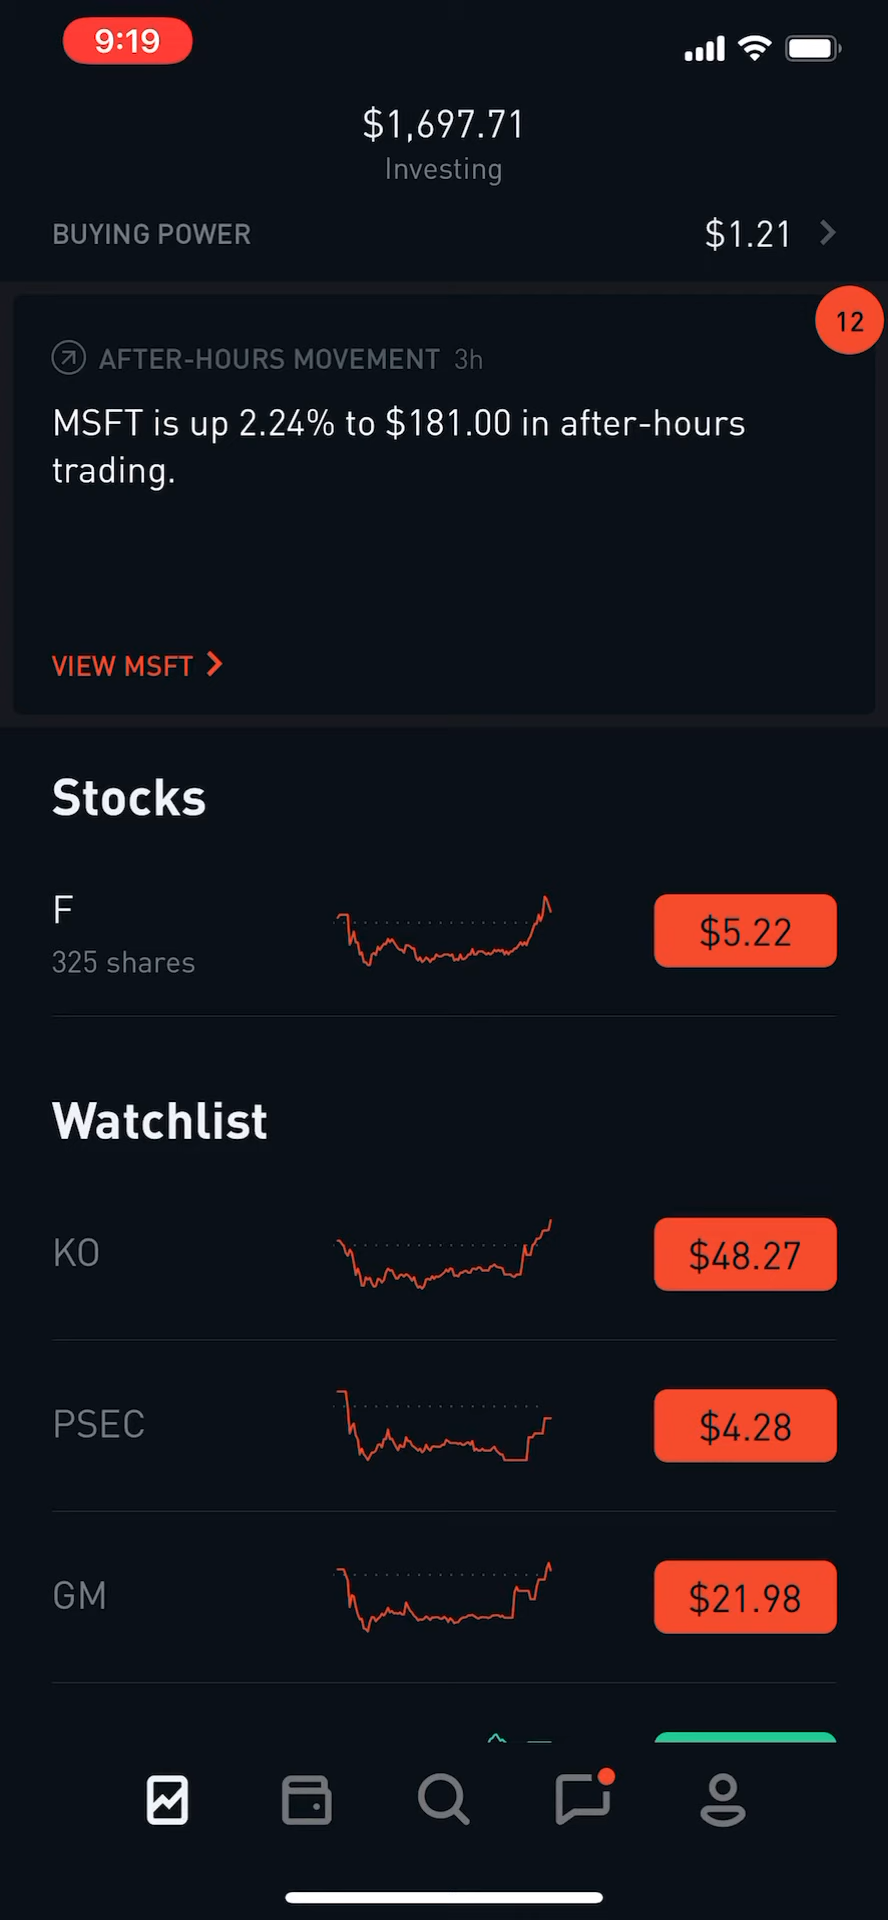 9:19
$1,697.71
Investing
BUYING POWER $1.21
12
AFTER-HOURS MOVEMENT 3h
MSFT is up 2.24% to $181.00 in after-hours
trading.
VIEW MSFT
Stocks
F
325 shares
$5.22
Watchlist
KO $48.27
PSEC $4.28
GM $21.98